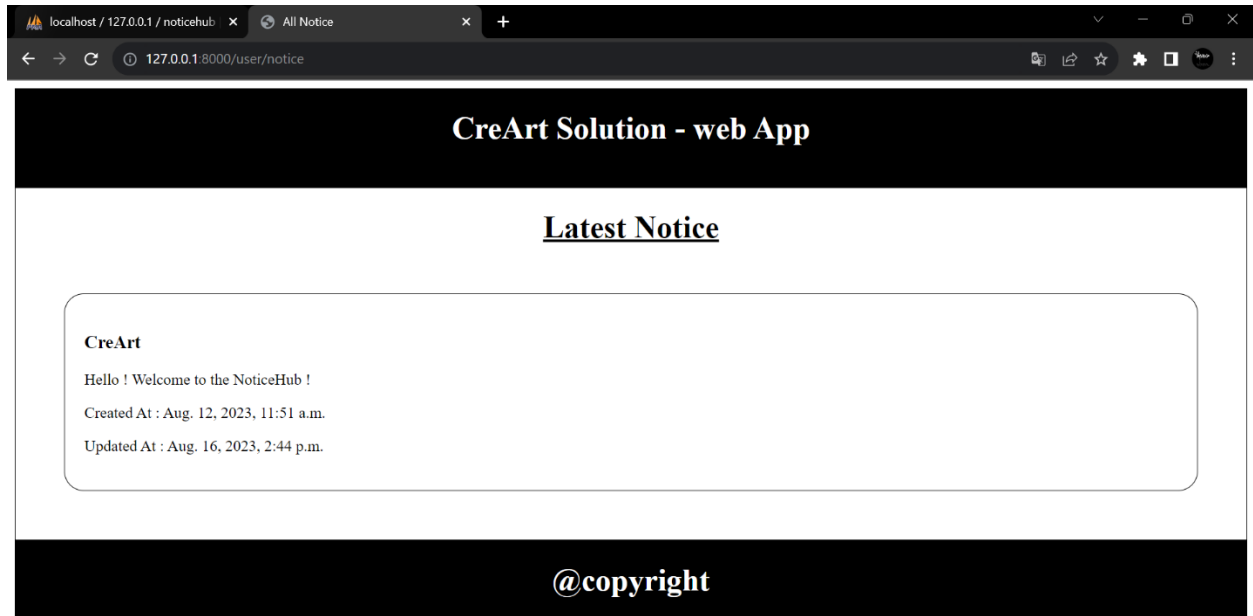 localhost / 127.0.0.1 / noticehub
All Notice
127.0.0.1:8000/user/notice
CreArt Solution - web App
Latest Notice
CreArt
Hello ! Welcome to the NoticeHub !
Created At : Aug. 12, 2023, 11:51 a.m.
Updated At : Aug. 16, 2023, 2:44 p.m.
@copyright